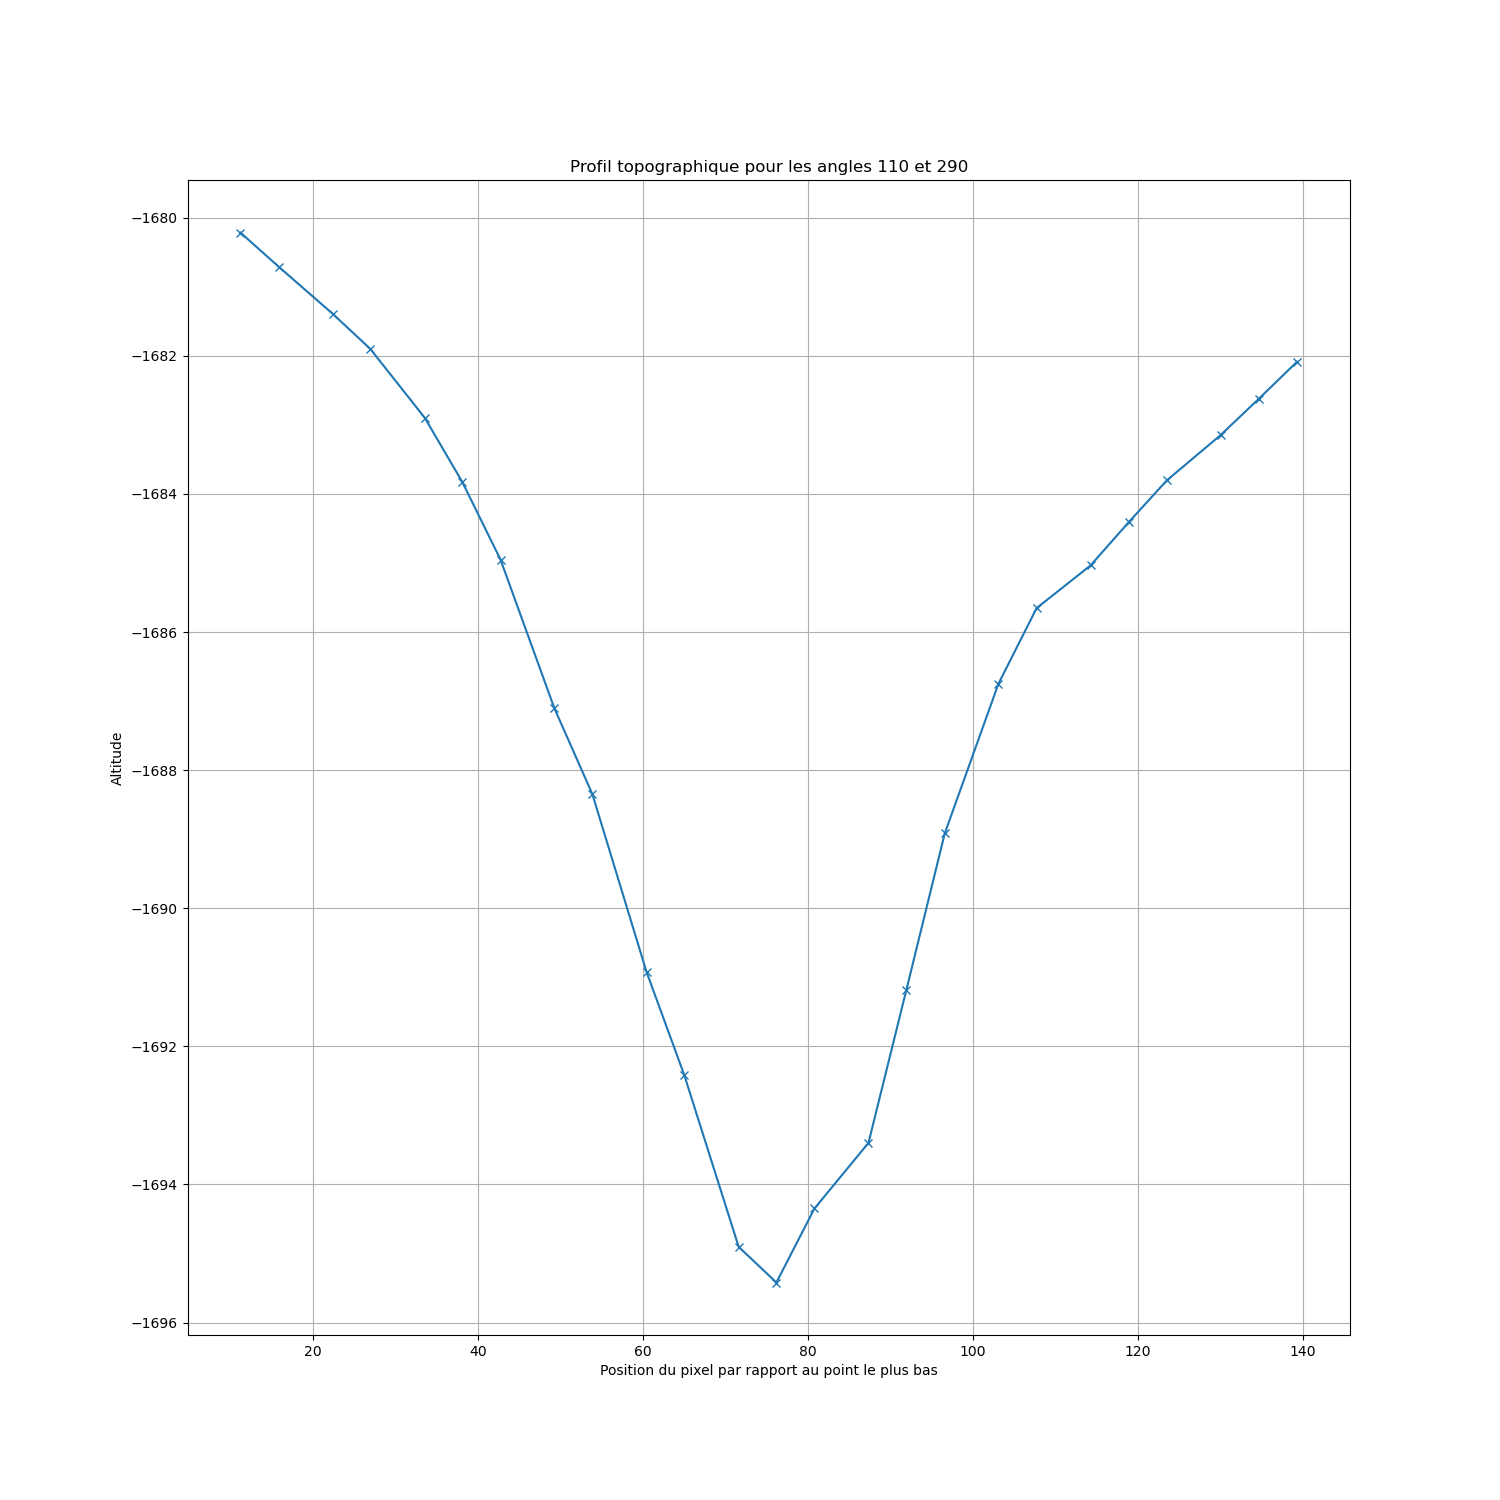 Profil topographique pour les angles 110 et 290
−1680
−1682
−1684
−1686
−1688
−1690
−1692
−1694
−1696
Altitude
20 40 60 80 100 120 140
Position du pixel par rapport au point le plus bas